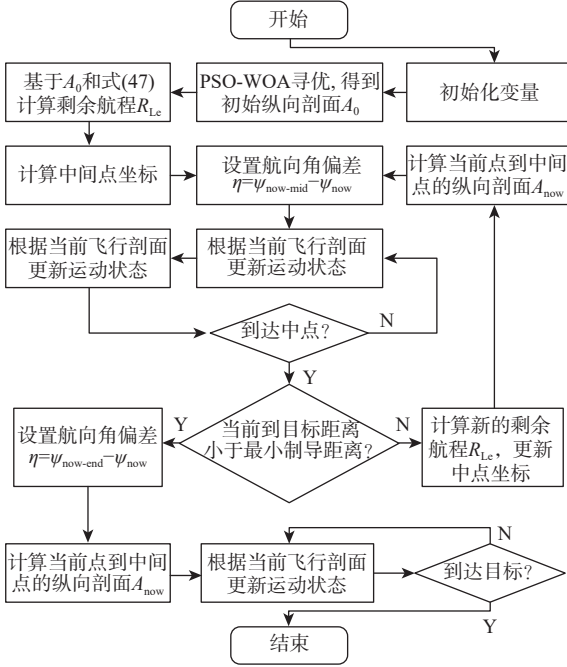 开始
基于A₀和式(47)
计算剩余航程R_Le
PSO-WOA寻优, 得到
初始纵向剖面A₀
初始化变量
计算中间点坐标
设置航向角偏差
η=ψ_now-mid−ψ_now
计算当前点到中间
点的纵向剖面A_now
根据当前飞行剖面
更新运动状态
根据当前飞行剖面
更新运动状态
到达中点?
N
Y
设置航向角偏差
η=ψ_now-end−ψ_now
Y
当前到目标距离
小于最小制导距离?
N
计算新的剩余
航程R_Le，更新
中点坐标
计算当前点到中间
点的纵向剖面A_now
根据当前飞行剖面
更新运动状态
N
到达目标?
Y
结束